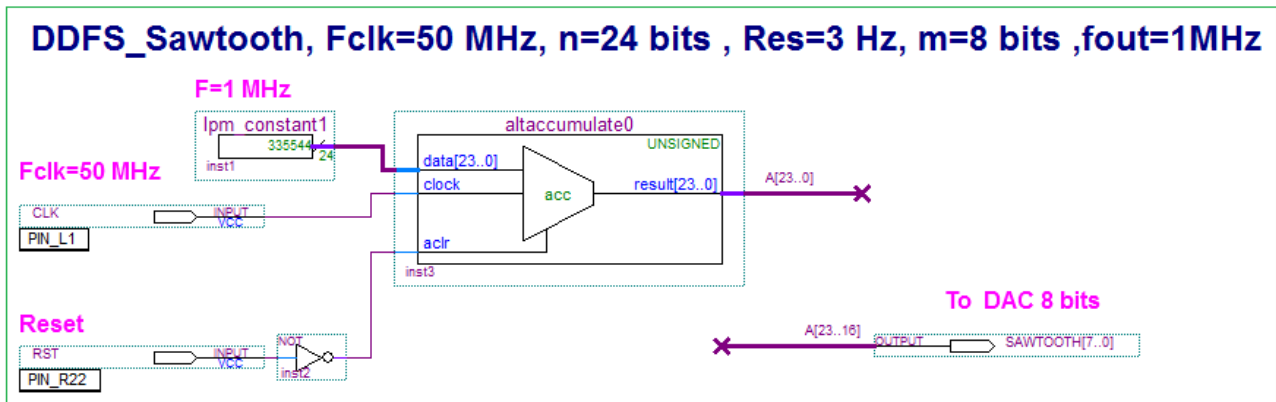 DDFS_Sawtooth, Fclk=50 MHz, n=24 bits , Res=3 Hz, m=8 bits ,fout=1MHz
F=1 MHz
lpm_constant1
335544
24
inst1
altaccumulate0
UNSIGNED
data[23..0]
clock
acc
result[23..0]
A[23..0]
aclr
inst3
Fclk=50 MHz
CLK
INPUT
VCC
PIN_L1
Reset
RST
INPUT
VCC
PIN_R22
NOT
inst2
To DAC 8 bits
A[23..16]
OUTPUT
SAWTOOTH[7..0]